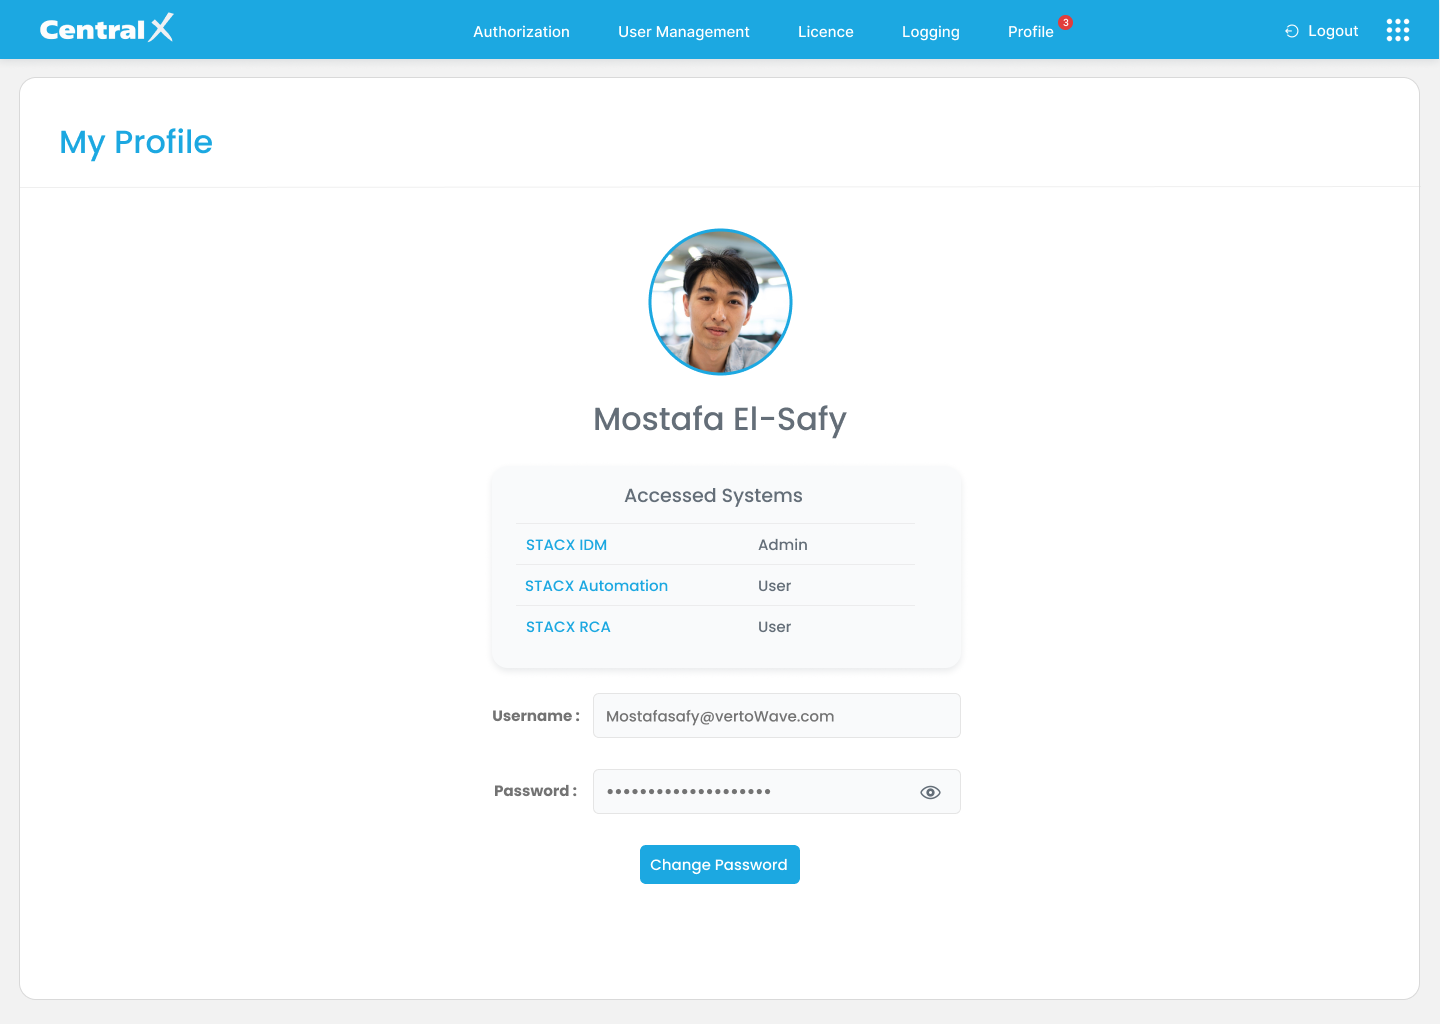 Central X
Authorization
User Management
Licence
Logging
Profile
3
Logout
My Profile
Mostafa El-Safy
Accessed Systems
STACX IDM Admin
STACX Automation User
STACX RCA User
Username : Mostafasafy@vertoWave.com
Password : ••••••••••••••••••••
Change Password